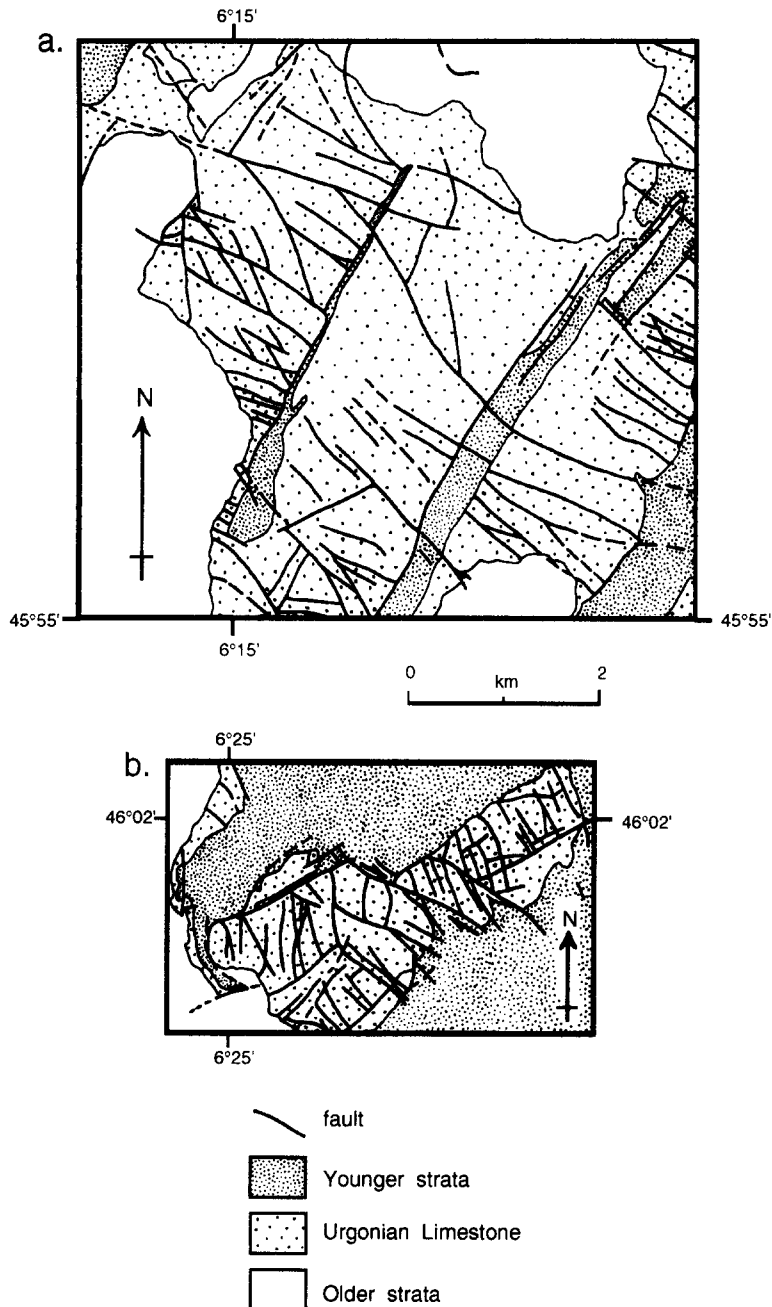 6°15'
a.
N
45°55'
45°55'
6°15'
0
km
2
6°25'
b.
46°02'
46°02'
N
6°25'
fault
Younger strata
Urgonian Limestone
Older strata